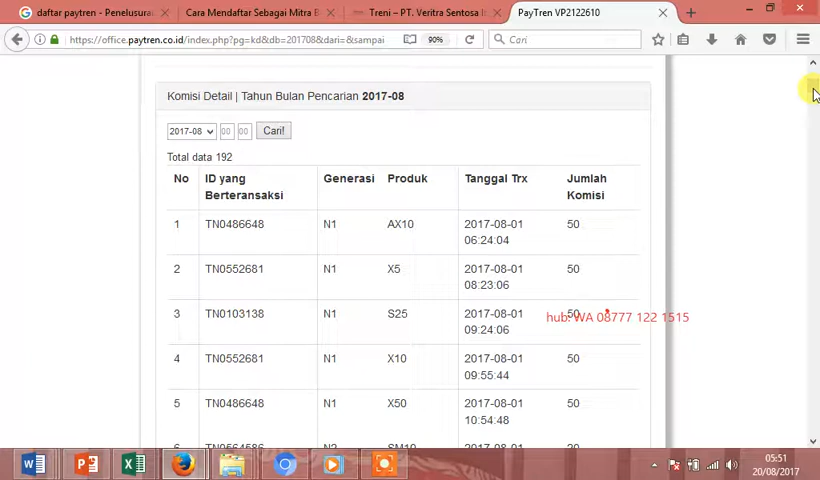 daftar paytren - Penelusura
Cara Mendaftar Sebagai Mitra B
Treni – PT. Veritra Sentosa I
PayTren VP2122610
https://office.paytren.co.id/index.php?pg=kd&db=201708&dari=&sampai
90%
Cari
Komisi Detail | Tahun Bulan Pencarian 2017-08
2017-08 00 00 Cari!
Total data 192
No ID yang Berteransaksi Generasi Produk Tanggal Trx Jumlah Komisi
1 TN0486648 N1 AX10 2017-08-01 06:24:04 50
2 TN0552681 N1 X5 2017-08-01 08:23:06 50
3 TN0103138 N1 S25 2017-08-01 09:24:06 50
hub: WA 08777 122 1515
4 TN0552681 N1 X10 2017-08-01 09:55:44 50
5 TN0486648 N1 X50 2017-08-01 10:54:48 50
05:51
20/08/2017